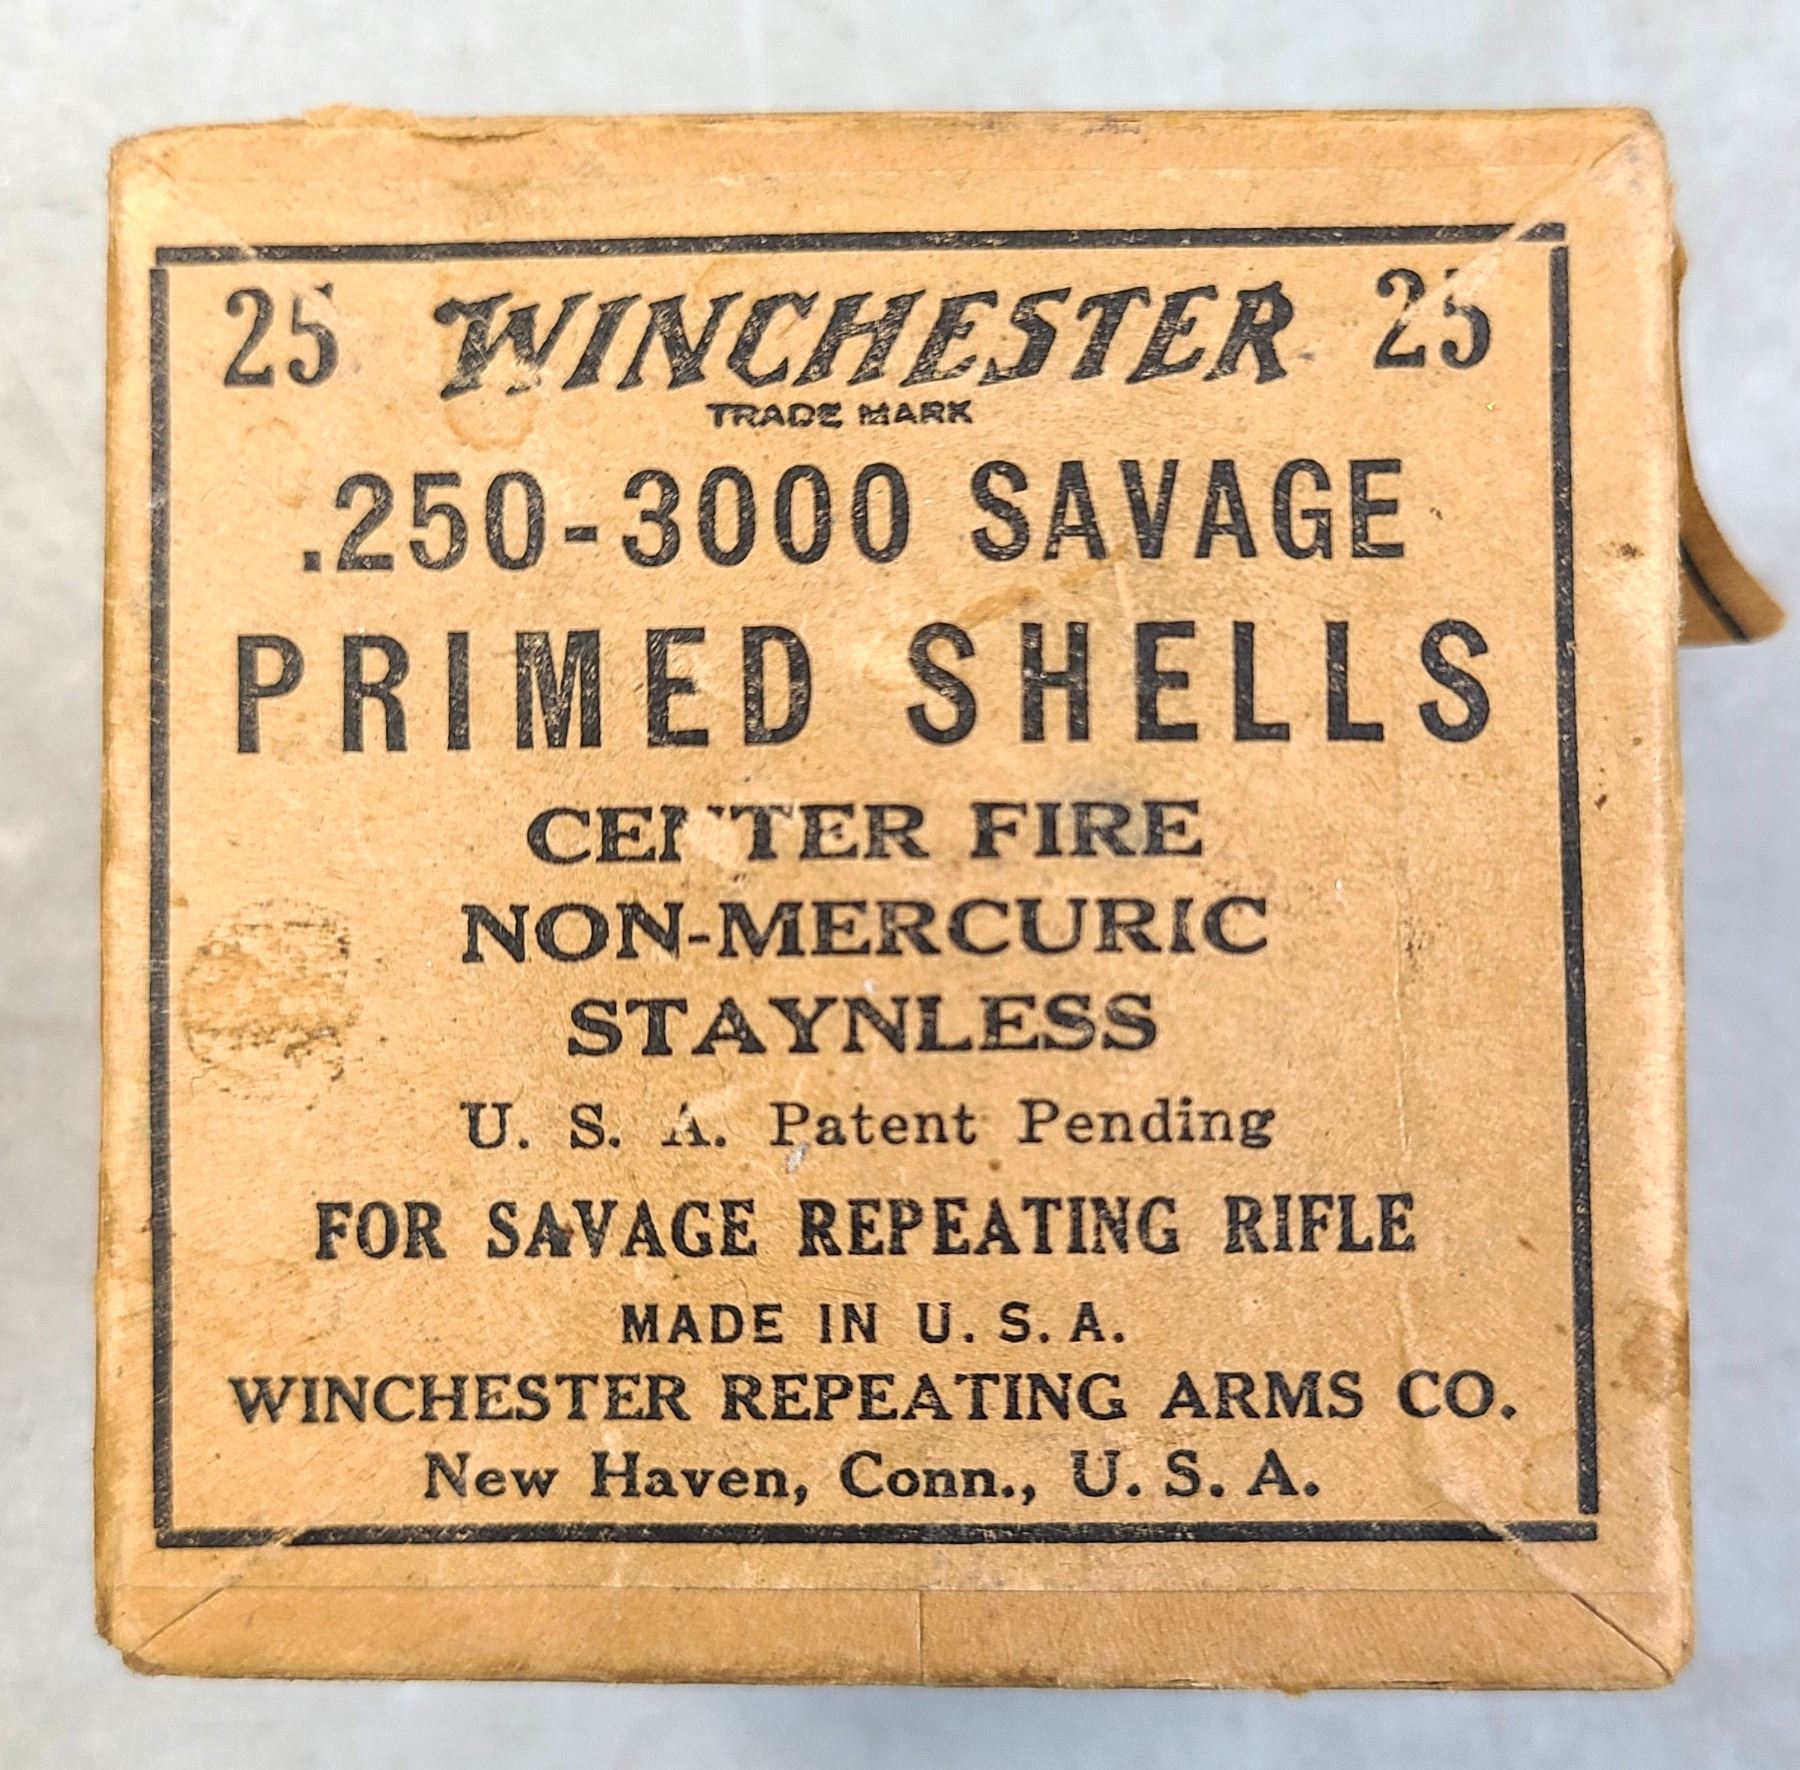 25 WINCHESTER 25
TRADE MARK
.250-3000 SAVAGE
PRIMED SHELLS
CENTER FIRE
NON-MERCURIC
STAYNLESS
U. S. A. Patent Pending
FOR SAVAGE REPEATING RIFLE
MADE IN U. S. A.
WINCHESTER REPEATING ARMS CO.
New Haven, Conn., U. S. A.